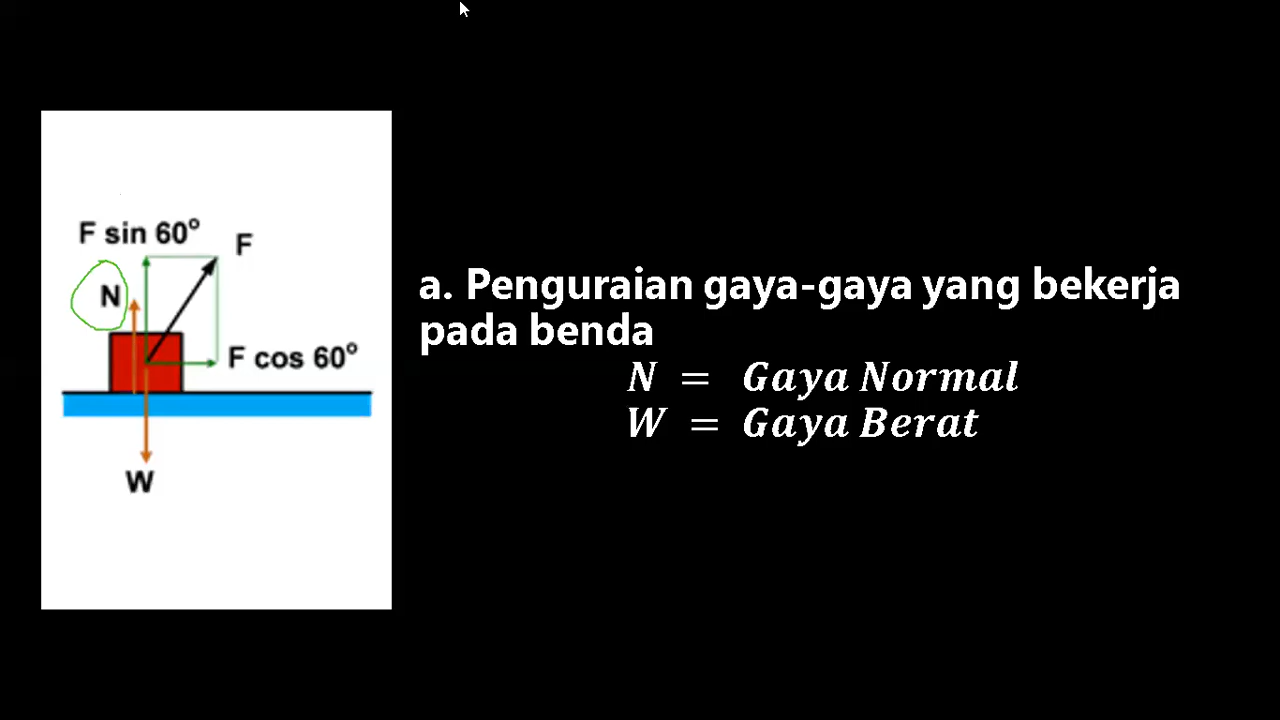 F sin 60°
F
N
F cos 60°
W
a. Penguraian gaya-gaya yang bekerja
pada benda
N = Gaya Normal
W = Gaya Berat